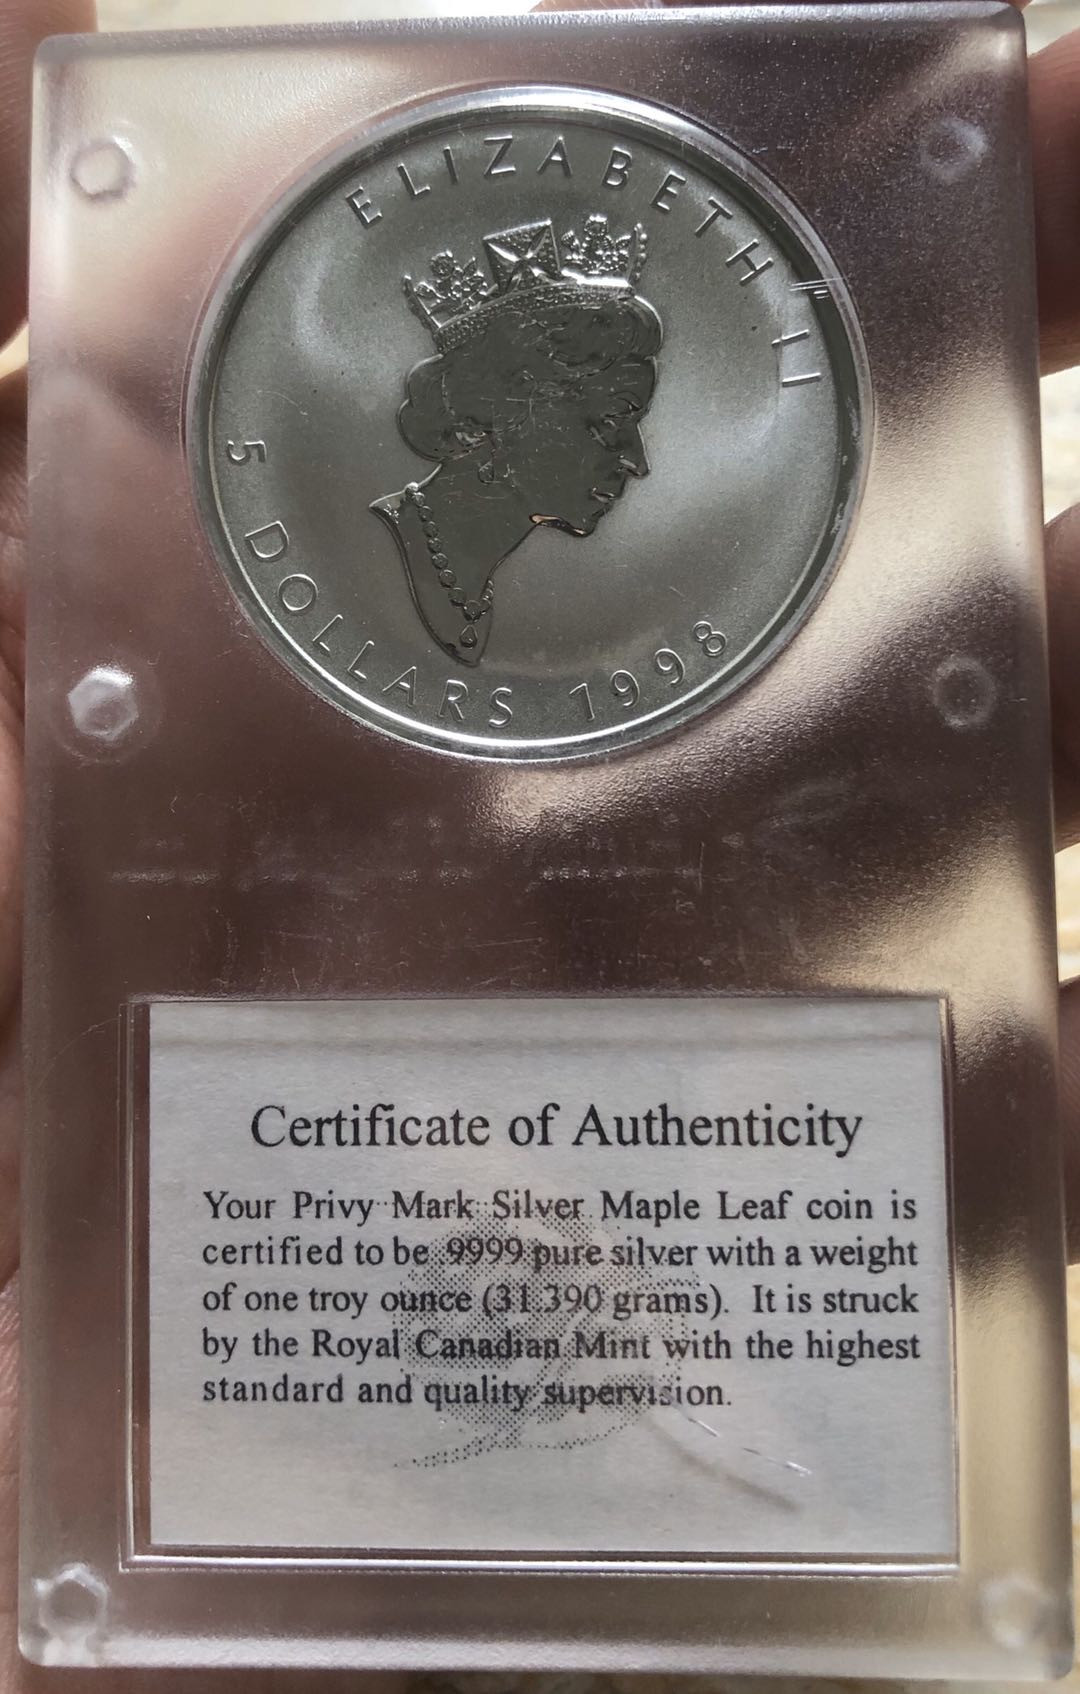 ELIZABETH II
5 DOLLARS 1998
Certificate of Authenticity
Your Privy Mark Silver Maple Leaf coin is
certified to be .9999 pure silver with a weight
of one troy ounce (31.390 grams). It is struck
by the Royal Canadian Mint with the highest
standard and quality supervision.